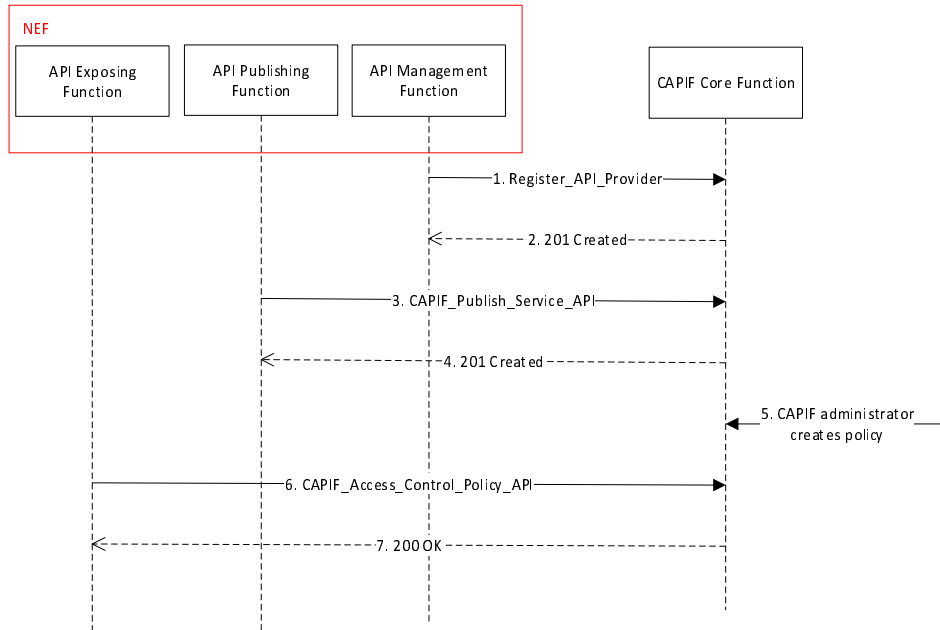 NEF
API Exposing
Function
API Publishing
Function
API Management
Function
CAPIF Core Function
1. Register_API_Provider
2. 201 Created
3. CAPIF_Publish_Service_API
4. 201 Created
5. CAPIF administrator
creates policy
6. CAPIF_Access_Control_Policy_API
7. 200 OK